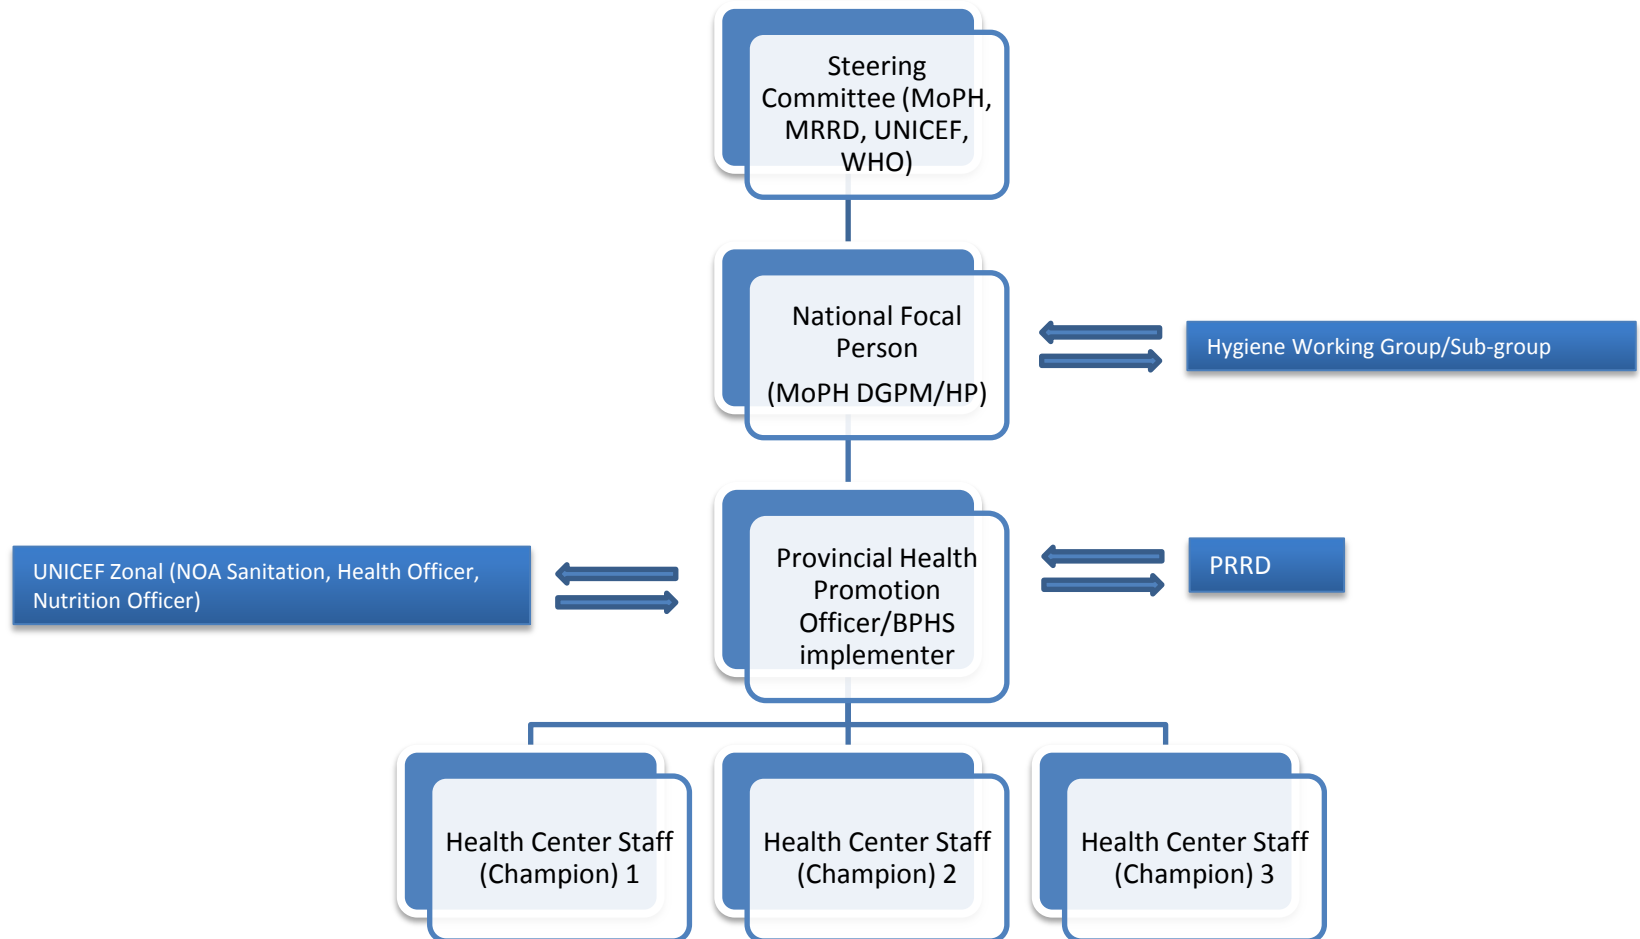 Steering
Committee (MoPH,
MRRD, UNICEF,
WHO)
National Focal
Person
(MoPH DGPM/HP)
Hygiene Working Group/Sub-group
UNICEF Zonal (NOA Sanitation, Health Officer,
Nutrition Officer)
Provincial Health
Promotion
Officer/BPHS
implementer
PRRD
Health Center Staff
(Champion) 1
Health Center Staff
(Champion) 2
Health Center Staff
(Champion) 3